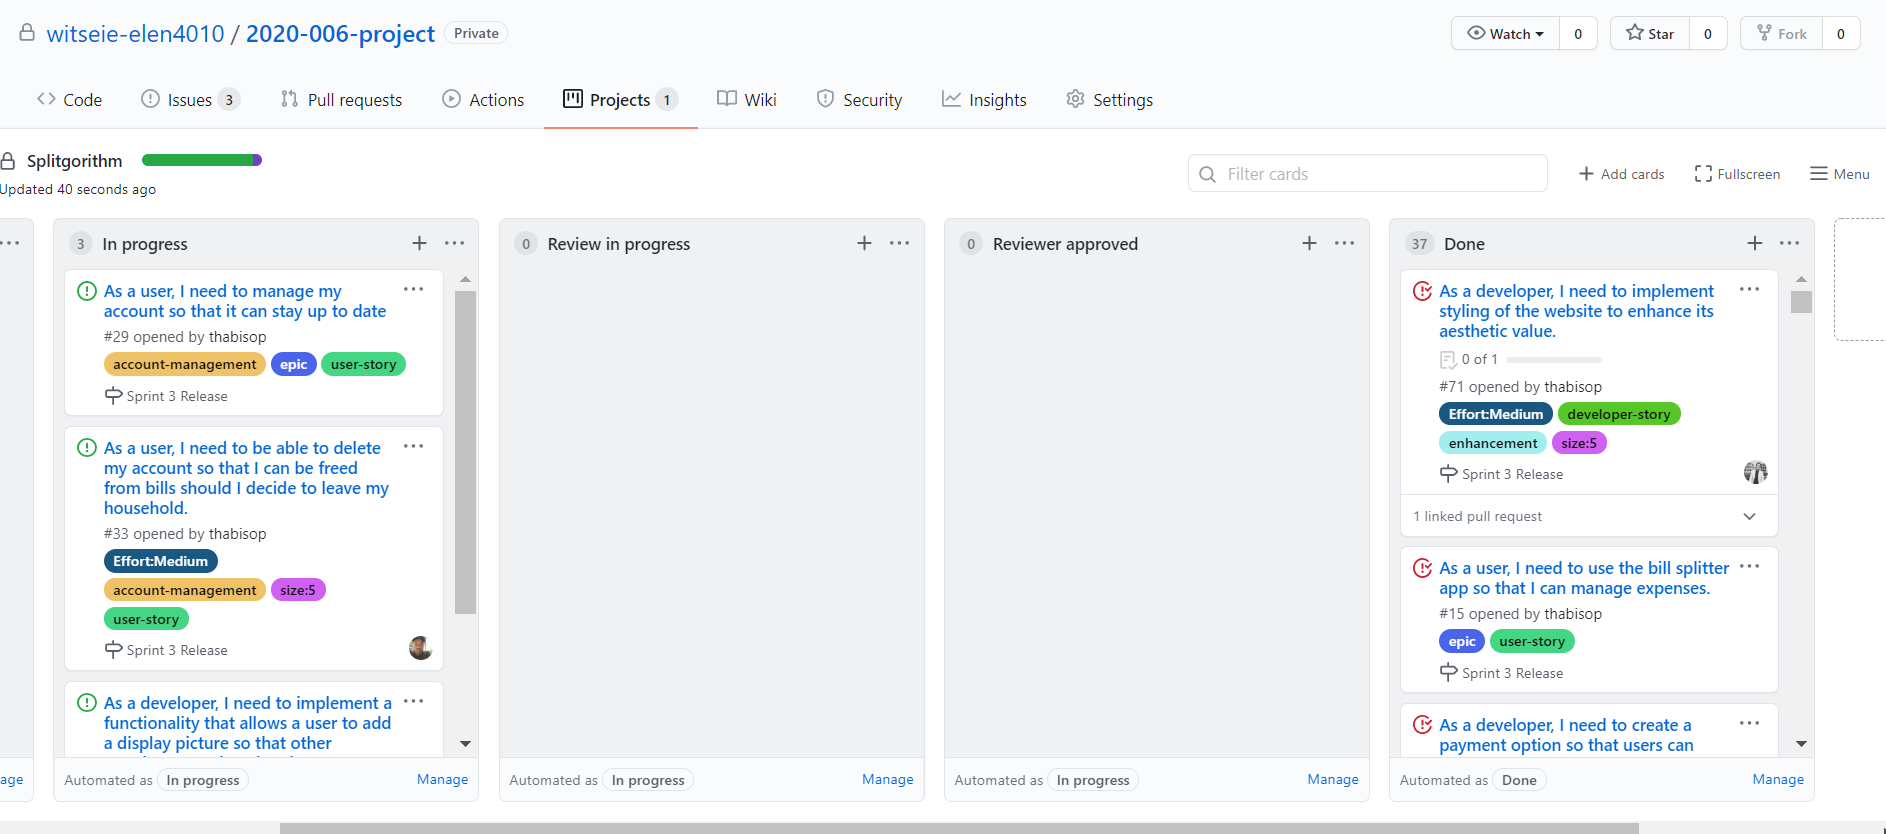 witseie-elen4010 / 2020-006-project Private
Watch 0 Star 0 Fork 0
Code Issues 3 Pull requests Actions Projects 1 Wiki Security Insights Settings
Splitgorithm
Updated 40 seconds ago
Filter cards
Add cards Fullscreen Menu
3 In progress
As a user, I need to manage my
account so that it can stay up to date
#29 opened by thabisop
account-management epic user-story
Sprint 3 Release
As a user, I need to be able to delete
my account so that I can be freed
from bills should I decide to leave my
household.
#33 opened by thabisop
Effort:Medium
account-management size:5
user-story
Sprint 3 Release
As a developer, I need to implement a
functionality that allows a user to add
a display picture so that other
Automated as In progress Manage
0 Review in progress
Automated as In progress Manage
0 Reviewer approved
Automated as In progress Manage
37 Done
As a developer, I need to implement
styling of the website to enhance its
aesthetic value.
0 of 1
#71 opened by thabisop
Effort:Medium developer-story
enhancement size:5
Sprint 3 Release
1 linked pull request
As a user, I need to use the bill splitter
app so that I can manage expenses.
#15 opened by thabisop
epic user-story
Sprint 3 Release
As a developer, I need to create a
payment option so that users can
Automated as Done Manage